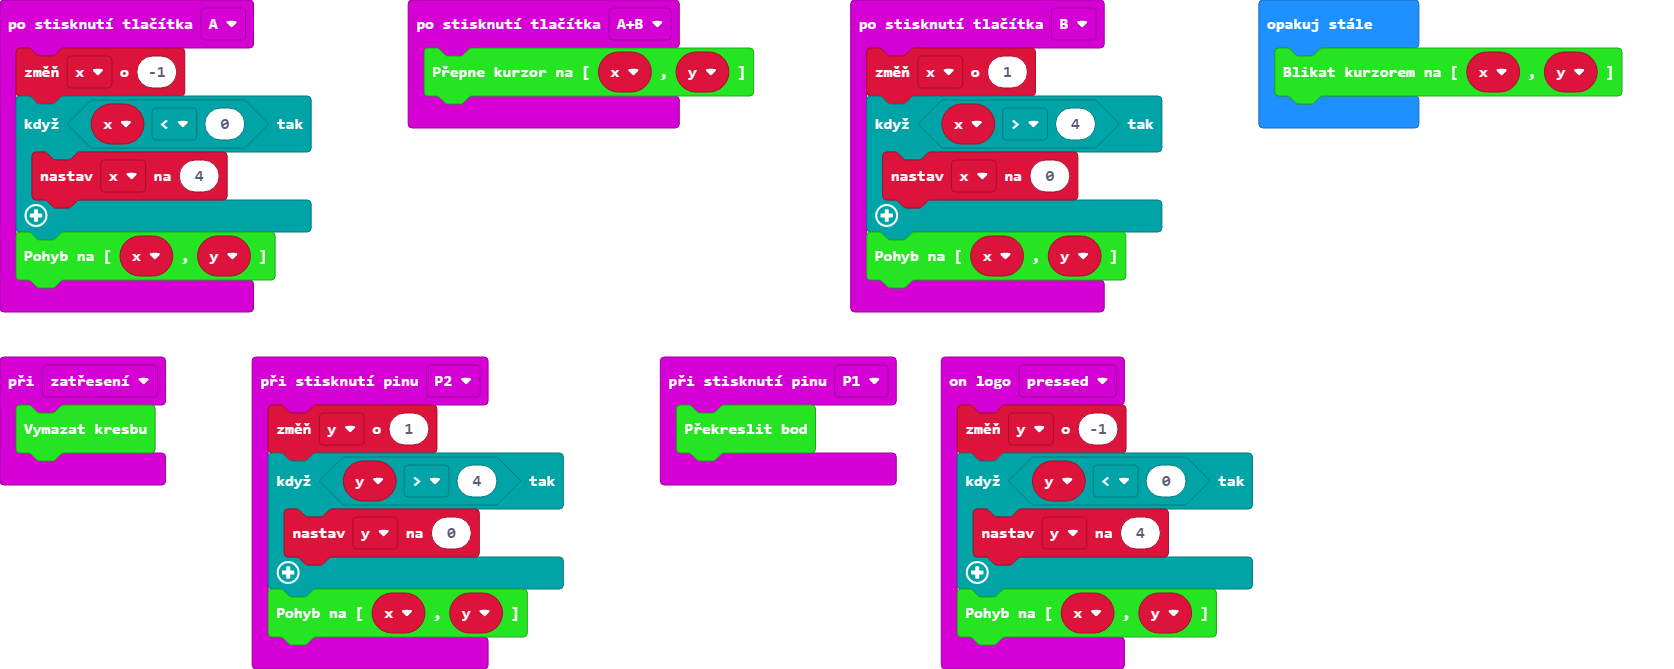 po stisknutí tlačítka A
změň x o -1
když x < 0 tak
nastav x na 4
Pohyb na [ x , y ]
po stisknutí tlačítka A+B
Přepne kurzor na [ x , y ]
po stisknutí tlačítka B
změň x o 1
když x > 4 tak
nastav x na 0
Pohyb na [ x , y ]
opakuj stále
Blikat kurzorem na [ x , y ]
při zatřesení
Vymazat kresbu
při stisknutí pinu P2
změň y o 1
když y > 4 tak
nastav y na 0
Pohyb na [ x , y ]
při stisknutí pinu P1
Překreslit bod
on logo pressed
změň y o -1
když y < 0 tak
nastav y na 4
Pohyb na [ x , y ]